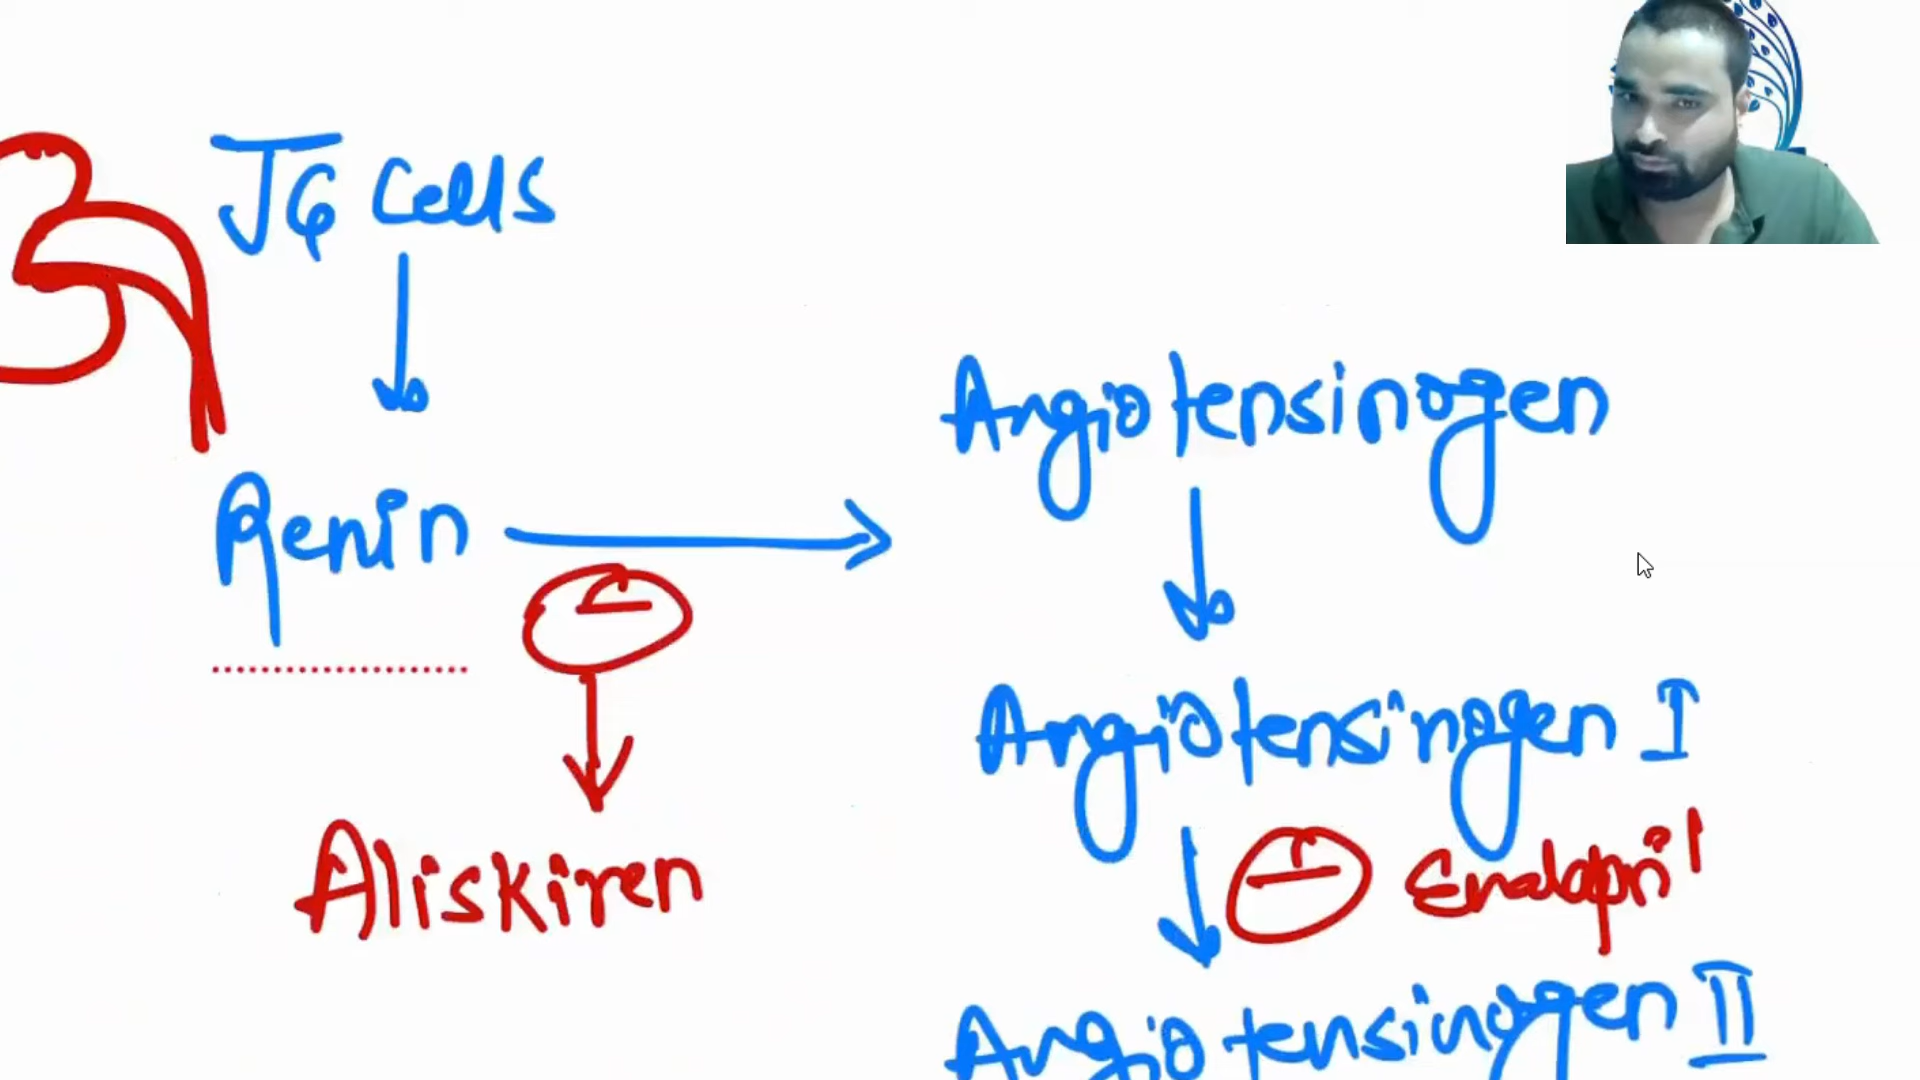 JG Cells
Renin
Aliskiren
Angiotensinogen
Angiotensinogen I
Enalapril
Angiotensinogen II